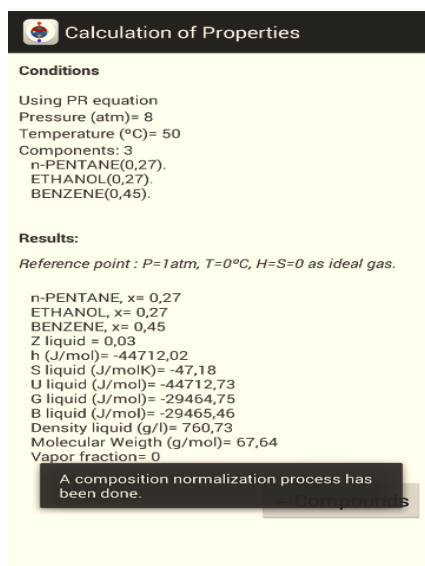 Calculation of Properties
Conditions
Using PR equation
Pressure (atm)= 8
Temperature (ºC)= 50
Components: 3
n-PENTANE(0,27).
ETHANOL(0,27).
BENZENE(0,45).
Results:
Reference point : P=1atm, T=0ºC, H=S=0 as ideal gas.
n-PENTANE, x= 0,27
ETHANOL, x= 0,27
BENZENE, x= 0,45
Z liquid = 0,03
h (J/mol)= -44712,02
S liquid (J/molK)= -47,18
U liquid (J/mol)= -44712,73
G liquid (J/mol)= -29464,75
B liquid (J/mol)= -29465,46
Density liquid (g/l)= 760,73
Molecular Weigth (g/mol)= 67,64
Vapor fraction= 0
A composition normalization process has
been done.
← Compounds